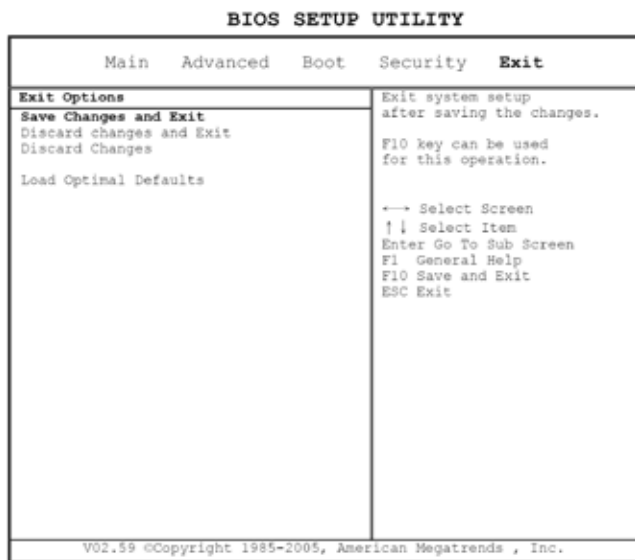 BIOS SETUP UTILITY
Main Advanced Boot Security Exit
Exit Options
Save Changes and Exit
Discard changes and Exit
Discard Changes
Load Optimal Defaults
Exit system setup
after saving the changes.
F10 key can be used
for this operation.
←→ Select Screen
↑↓ Select Item
Enter Go To Sub Screen
F1 General Help
F10 Save and Exit
ESC Exit
V02.59 ©Copyright 1985-2005, American Megatrends , Inc.